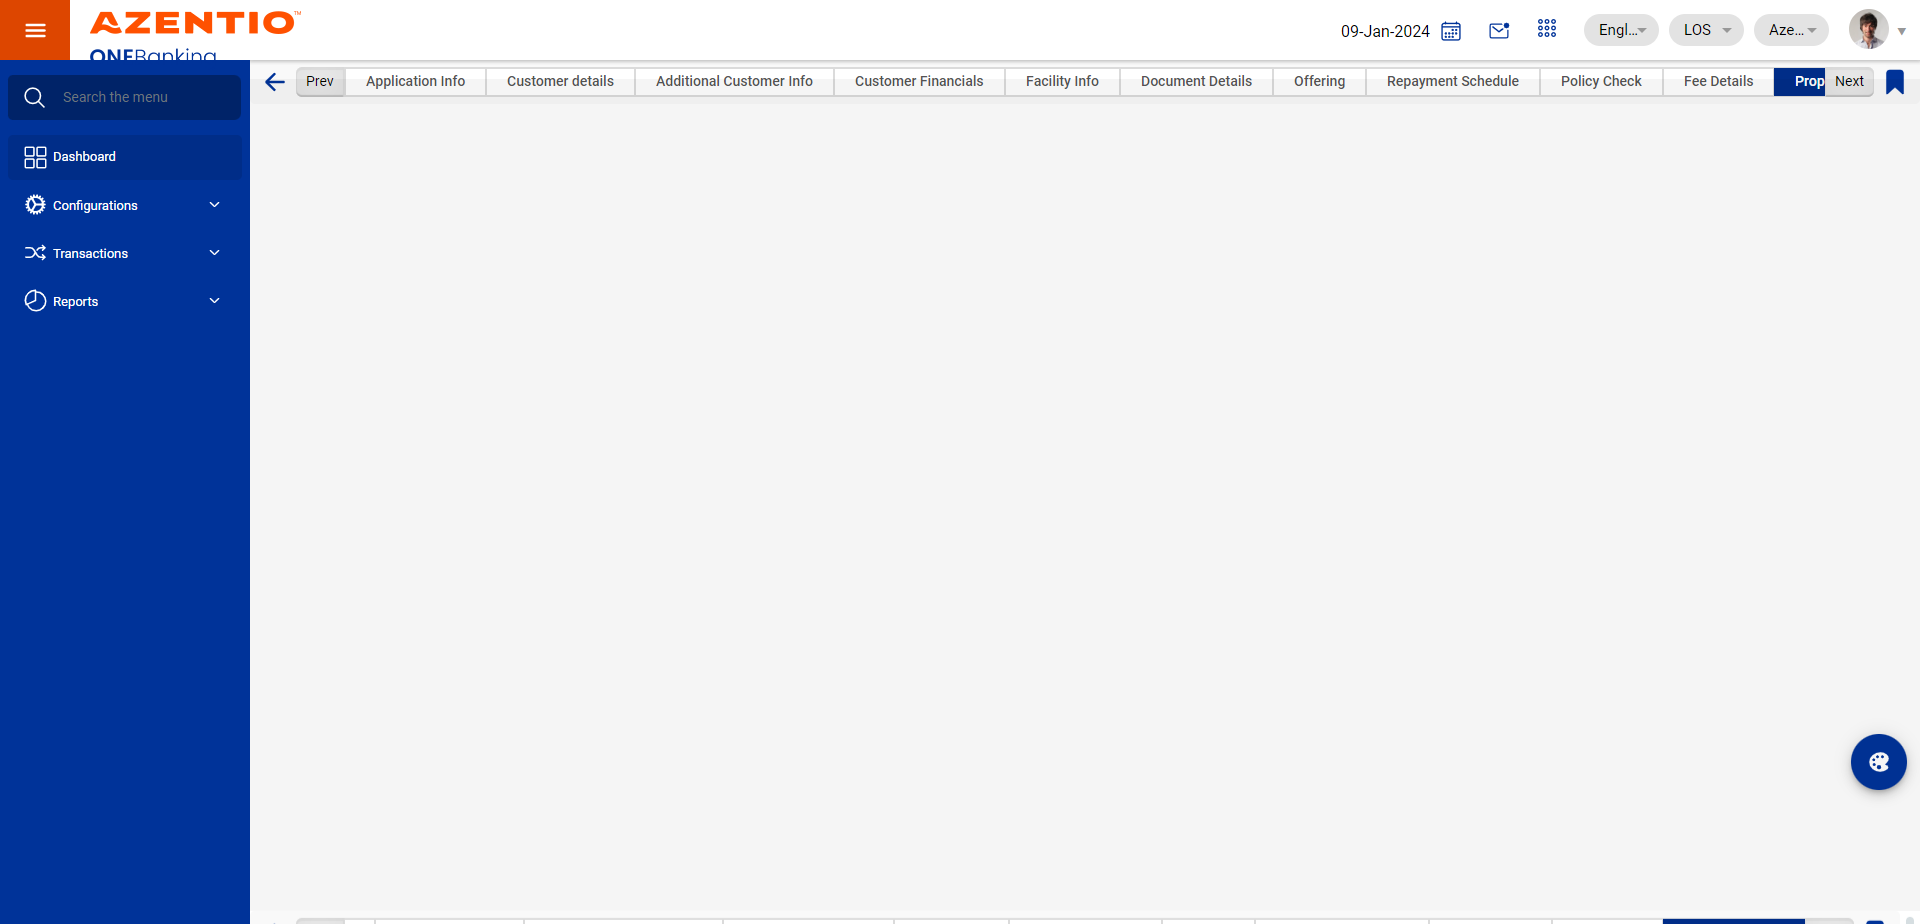 AZENTIO™
ONEBanking
09-Jan-2024
Engl...
LOS
Aze...
Search the menu
Dashboard
Configurations
Transactions
Reports
Prev
Application Info
Customer details
Additional Customer Info
Customer Financials
Facility Info
Document Details
Offering
Repayment Schedule
Policy Check
Fee Details
Prop
Next